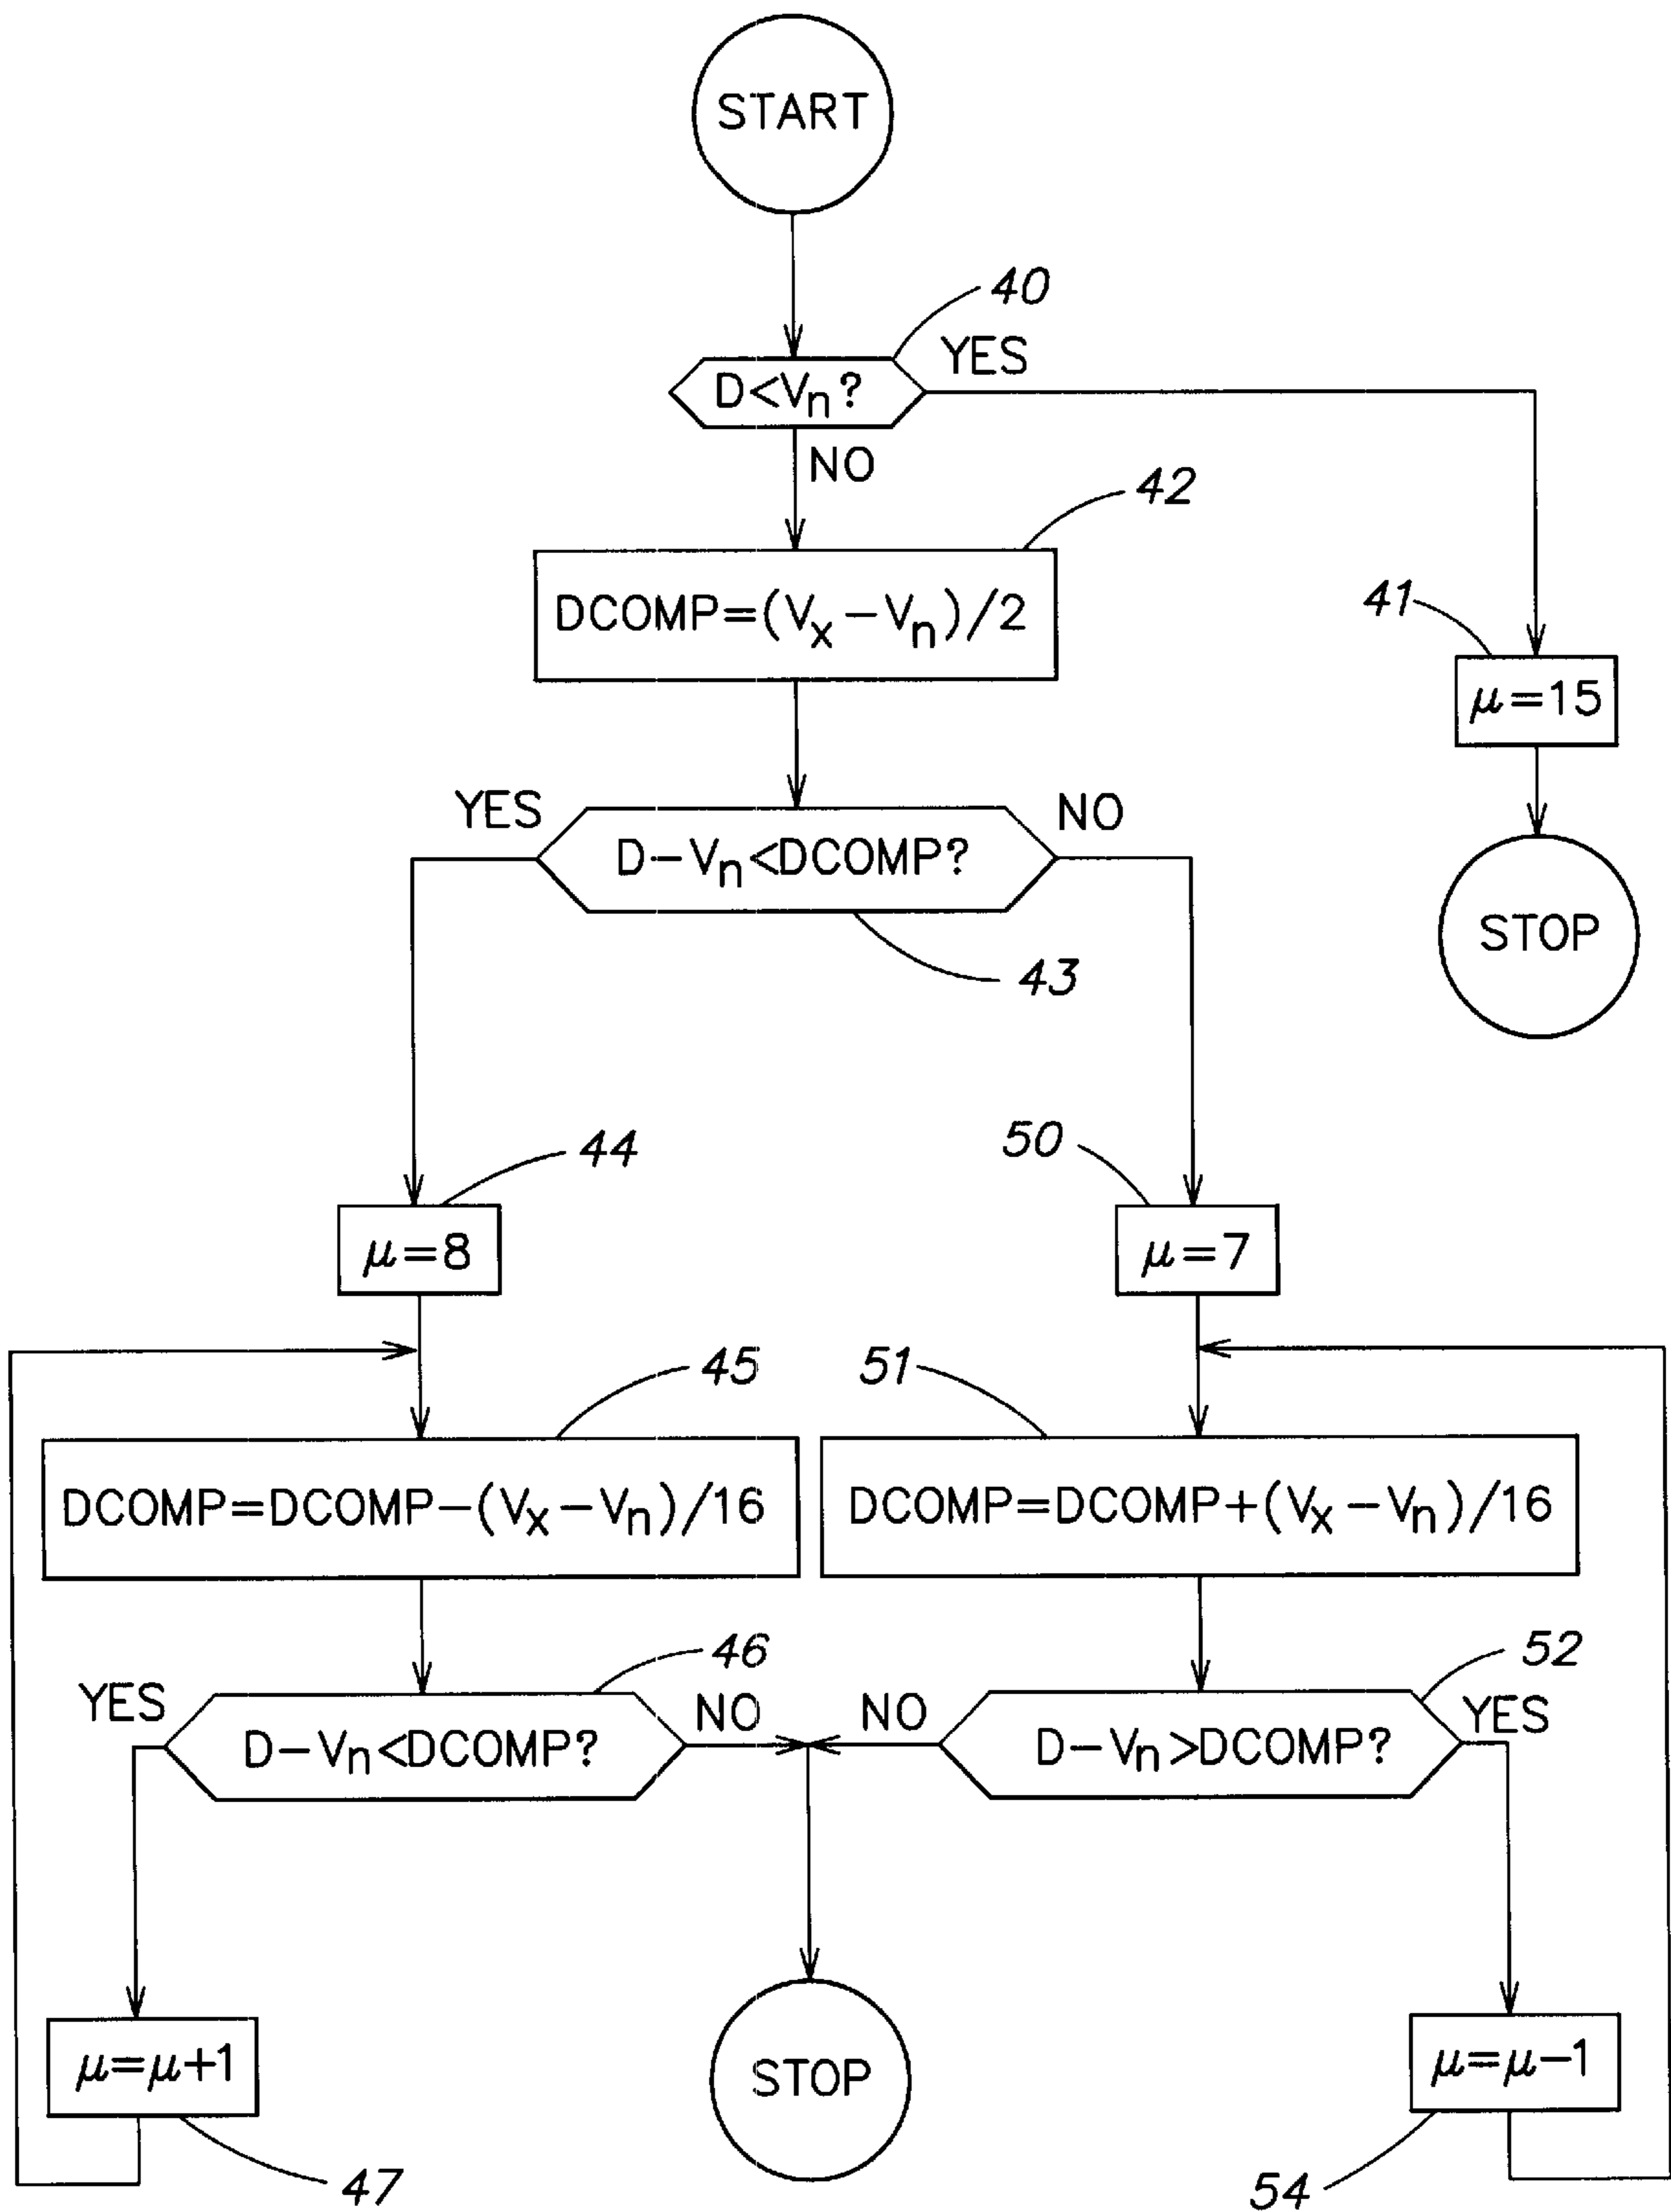 START
40
D<Vn?
YES
NO
42
DCOMP=(Vx−Vn)/2
41
μ=15
YES
NO
D−Vn<DCOMP?
43
STOP
44
50
μ=8
μ=7
45
51
DCOMP=DCOMP−(Vx−Vn)/16
DCOMP=DCOMP+(Vx−Vn)/16
46
52
YES
NO
NO
YES
D−Vn<DCOMP?
D−Vn>DCOMP?
μ=μ+1
STOP
μ=μ−1
47
54